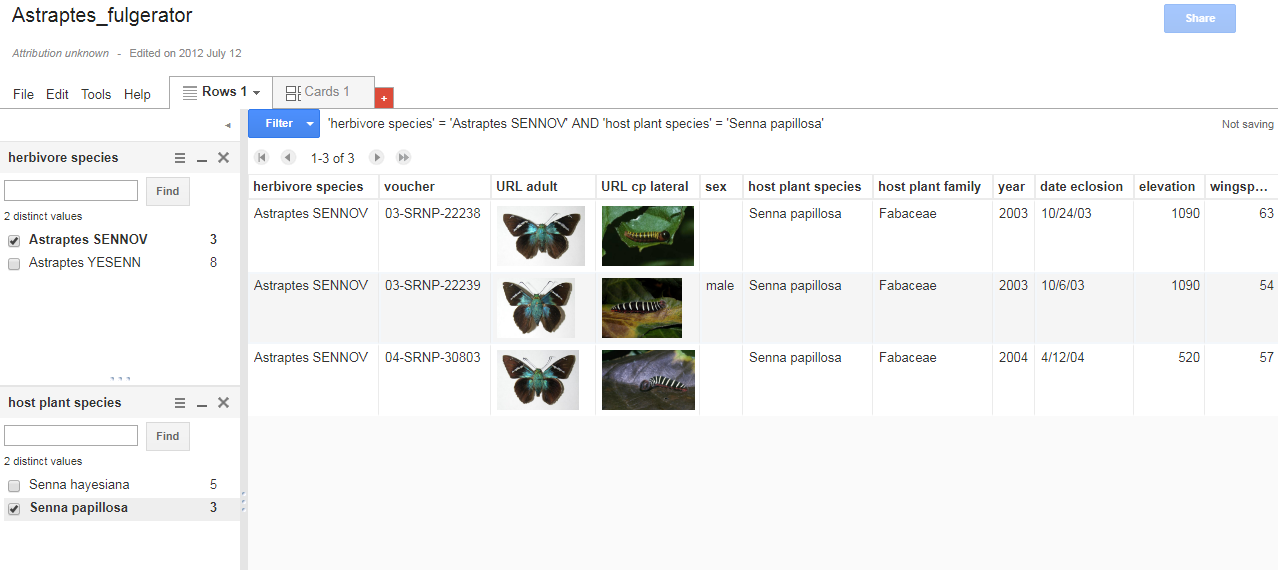 Astraptes_fulgerator
Share
Attribution unknown - Edited on 2012 July 12
File Edit Tools Help Rows 1 Cards 1 +
Filter 'herbivore species' = 'Astraptes SENNOV' AND 'host plant species' = 'Senna papillosa' Not saving
1-3 of 3
herbivore species
Find
2 distinct values
Astraptes SENNOV 3
Astraptes YESENN 8
host plant species
Find
2 distinct values
Senna hayesiana 5
Senna papillosa 3
herbivore species voucher URL adult URL cp lateral sex host plant species host plant family year date eclosion elevation wingsp...
Astraptes SENNOV 03-SRNP-22238 Senna papillosa Fabaceae 2003 10/24/03 1090 63
Astraptes SENNOV 03-SRNP-22239 male Senna papillosa Fabaceae 2003 10/6/03 1090 54
Astraptes SENNOV 04-SRNP-30803 Senna papillosa Fabaceae 2004 4/12/04 520 57